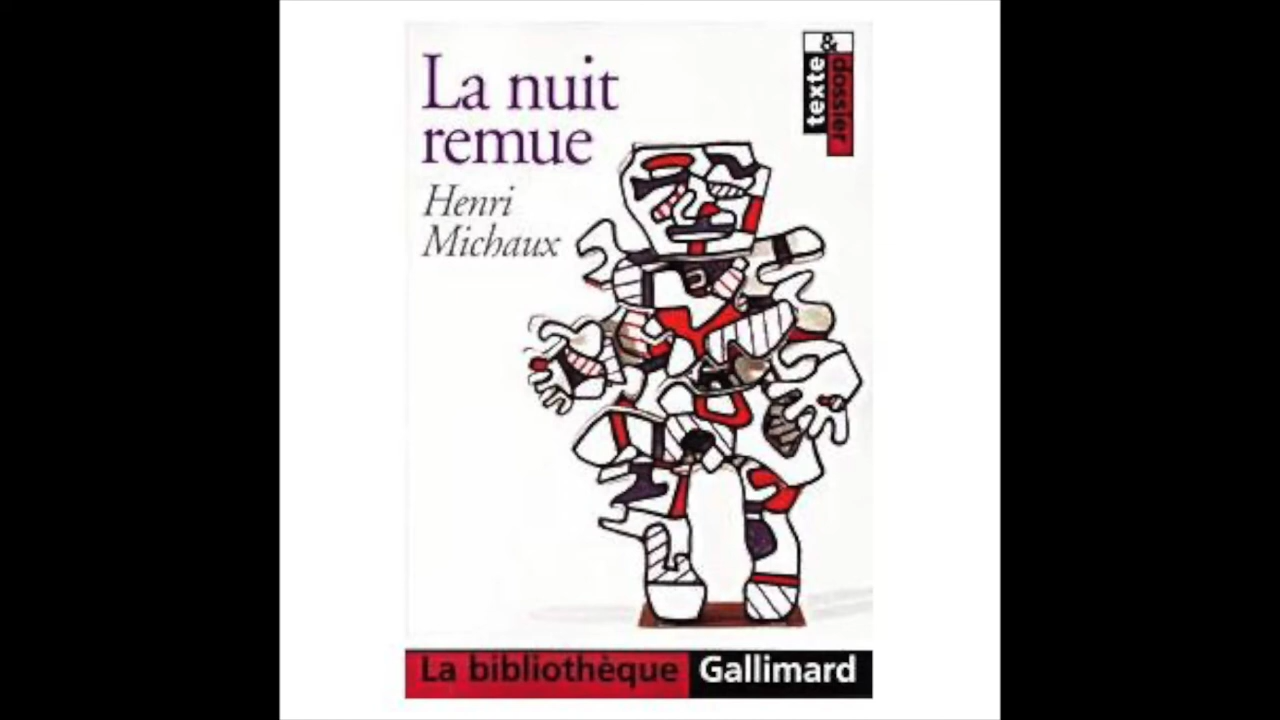 La nuit
remue
Henri
Michaux
texte & dossier
La bibliothèque Gallimard